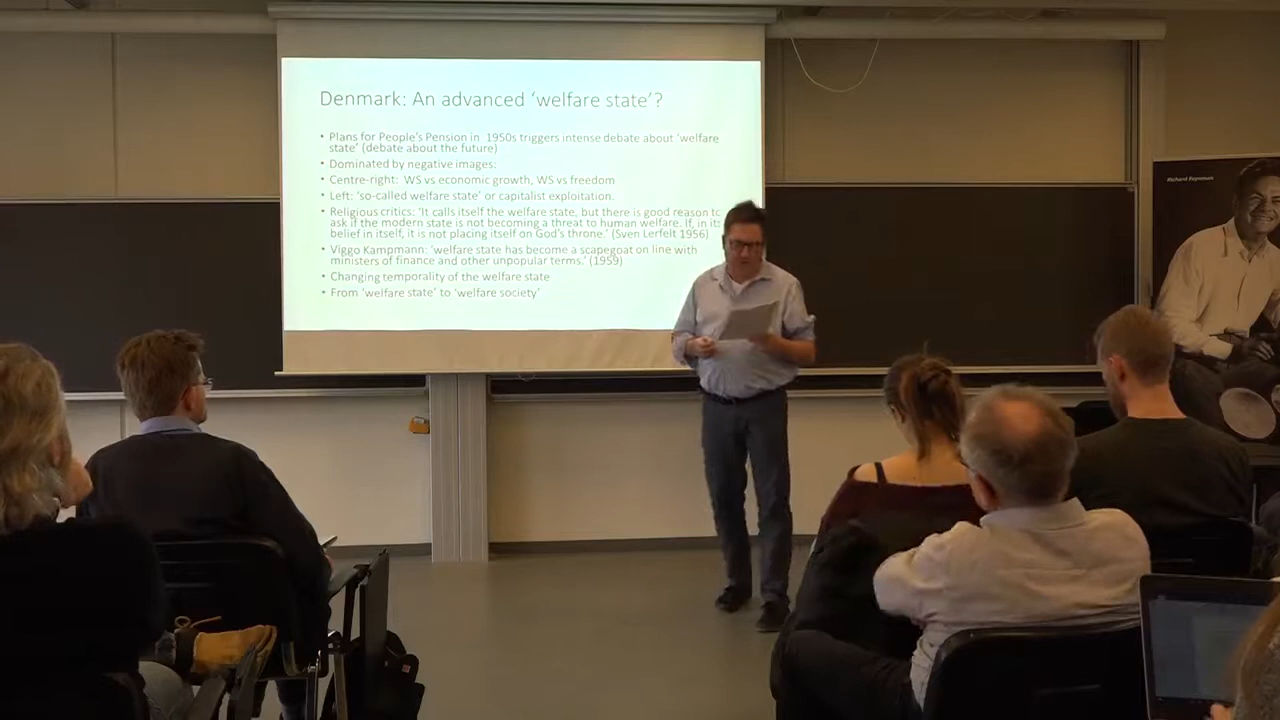 Denmark: An advanced ‘welfare state’?
• Plans for People’s Pension in 1950s triggers intense debate about ‘welfare
state’ (debate about the future)
• Dominated by negative images:
• Centre-right: WS vs economic growth, WS vs freedom
• Left: ‘so-called welfare state’ or capitalist exploitation.
• Religious critics: ‘It calls itself the welfare state, but there is good reason to
ask if the modern state is not becoming a threat to human welfare. If, in its
belief in itself, it is not placing itself on God’s throne.’ (Sven Lerfelt 1956)
• Viggo Kampmann: ‘welfare state has become a scapegoat on line with
ministers of finance and other unpopular terms.’ (1959)
• Changing temporality of the welfare state
• From ‘welfare state’ to ‘welfare society’
Richard Feynman